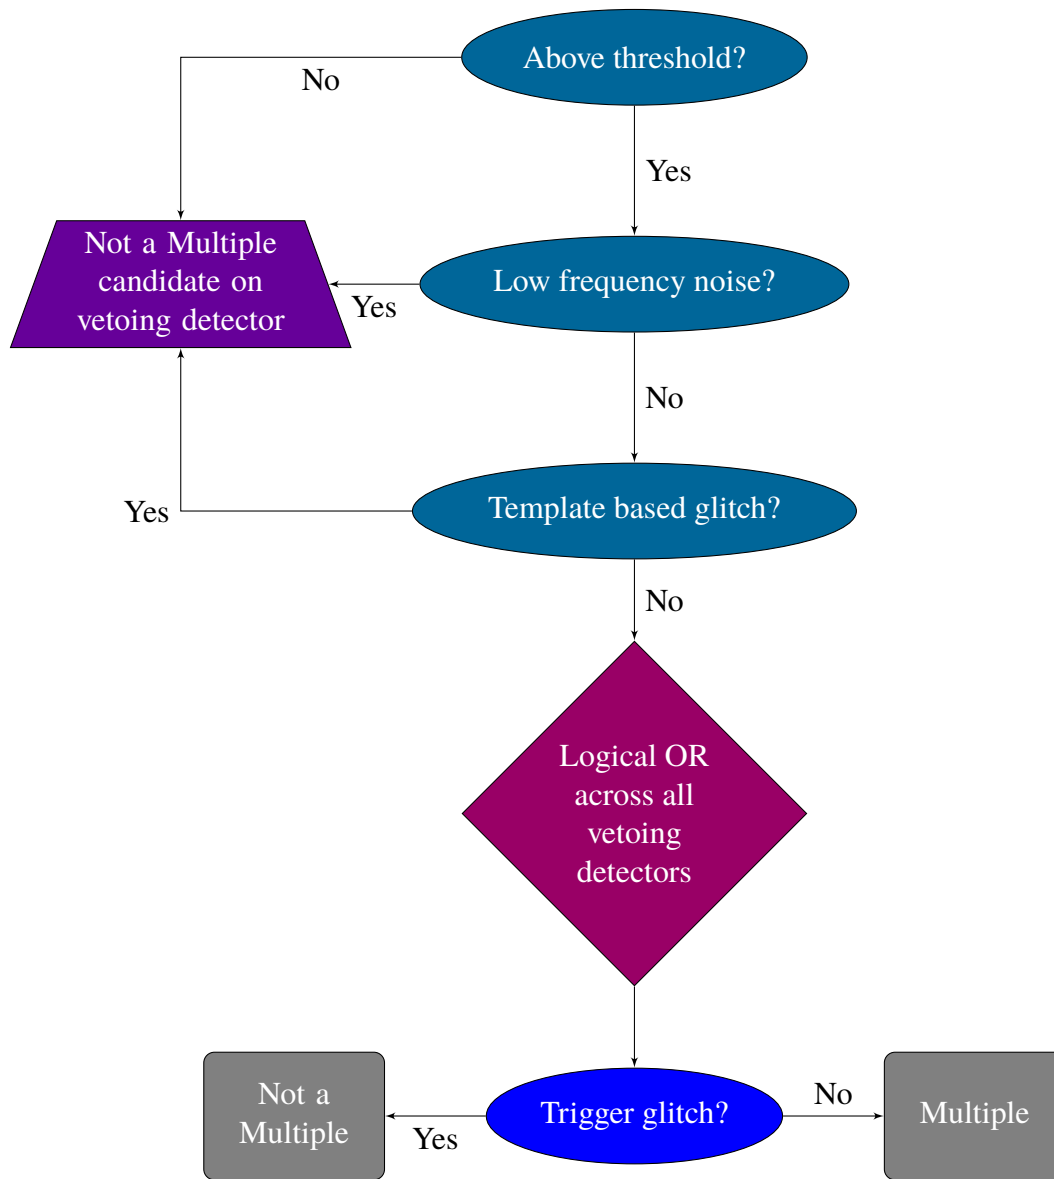 Above threshold?
No
Yes
Not a Multiple
candidate on
vetoing detector
Low frequency noise?
Yes
No
Template based glitch?
Yes
No
Logical OR
across all
vetoing
detectors
Not a
Multiple
Yes
Trigger glitch?
No
Multiple